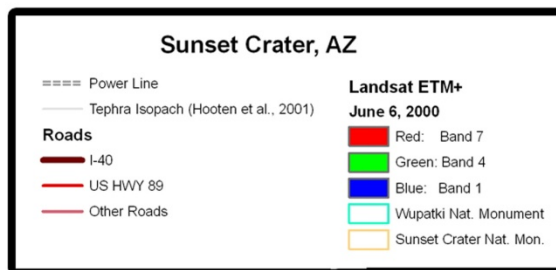 Sunset Crater, AZ
Power Line
Tephra Isopach (Hooten et al., 2001)
Roads
I-40
US HWY 89
Other Roads
Landsat ETM+
June 6, 2000
Red: Band 7
Green: Band 4
Blue: Band 1
Wupatki Nat. Monument
Sunset Crater Nat. Mon.